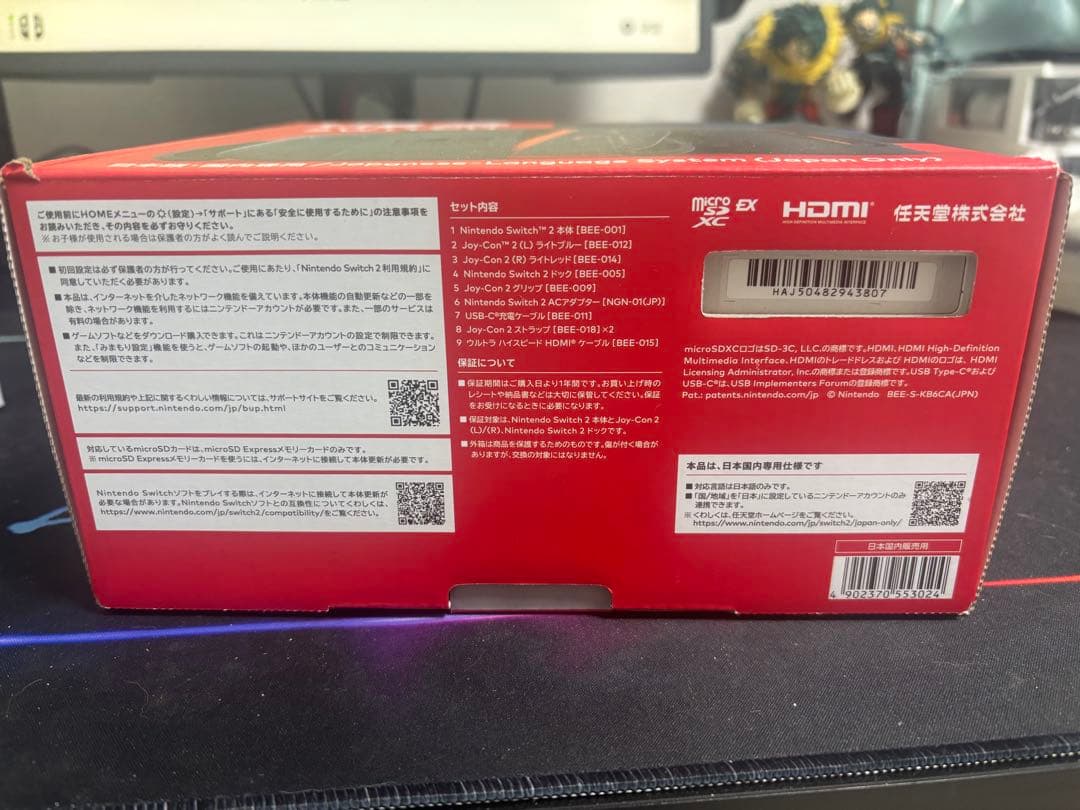 日本語・国内専用/Japanese-Language System (Japan Only)
ご使用前にHOMEメニューの(設定)→「サポート」にある「安全に使用するために」の注意事項を
お読みいただき、その内容を必ずお守りください。
※お子様が使用される場合は保護者の方がよく読んでご説明ください。
■ 初回設定は必ず保護者の方が行ってください。ご使用にあたり、「Nintendo Switch 2 利用規約」に
同意していただく必要があります。
■ 本品は、インターネットを介したネットワーク機能を備えています。本体機能の自動更新などの一部を
除き、ネットワーク機能を利用するにはニンテンドーアカウントが必要です。また、一部のサービスは
有料の場合があります。
■ ゲームソフトなどをダウンロード購入できます。これはニンテンドーアカウントの設定で制限できます。
また、「みまもり設定」機能を使うと、ゲームソフトの起動や、ほかのユーザーとのコミュニケーション
などを制限できます。
最新の利用規約や上記に関するくわしい情報については、サポートサイトをご覧ください。
https://support.nintendo.com/jp/bup.html
対応しているmicroSDカードは、microSD Expressメモリーカードのみです。
※ microSD Expressメモリーカードを使うには、インターネットに接続して本体更新が必要です。
Nintendo Switchソフトをプレイする際は、インターネットに接続して本体更新が
必要な場合があります。Nintendo Switchソフトとの互換性についてくわしくは、
https://www.nintendo.com/jp/switch2/compatibility/をご覧ください。
セット内容
1 Nintendo Switch™ 2 本体 [BEE-001]
2 Joy-Con™ 2 (L) ライトブルー [BEE-012]
3 Joy-Con 2 (R) ライトレッド [BEE-014]
4 Nintendo Switch 2 ドック [BEE-005]
5 Joy-Con 2 グリップ [BEE-009]
6 Nintendo Switch 2 ACアダプター [NGN-01(JP)]
7 USB-C®充電ケーブル [BEE-011]
8 Joy-Con 2 ストラップ [BEE-018]×2
9 ウルトラ ハイスピード HDMI® ケーブル [BEE-015]
保証について
■ 保証期間はご購入日より1年間です。お買い上げ時の
レシートや納品書などは大切に保管してください。保証
をお受けになるときに必要になります。
■ 保証対象は、Nintendo Switch 2 本体とJoy-Con 2
(L)/(R)、Nintendo Switch 2 ドックです。
■ 外箱は商品を保護するためのものです。傷が付く場合が
ありますが、交換の対象にはなりません。
micro SD XC EX
HDMI®
HIGH-DEFINITION MULTIMEDIA INTERFACE
任天堂株式会社
HAJ50482943807
microSDXCロゴはSD-3C, LLC.の商標です。HDMI、HDMI High-Definition
Multimedia Interface、HDMIのトレードドレスおよび HDMIのロゴは、HDMI
Licensing Administrator, Inc.の商標または登録商標です。USB Type-C®および
USB-C®は、USB Implementers Forumの登録商標です。
Pat.: patents.nintendo.com/jp © Nintendo BEE-S-KB6CA(JPN)
本品は、日本国内専用仕様です
■ 対応言語は日本語のみです。
■ 「国/地域」を「日本」に設定しているニンテンドーアカウントのみ
連携できます。
※ くわしくは、任天堂ホームページをご覧ください。
https://www.nintendo.com/jp/switch2/japan-only/
日本国内販売用
4 902370 553024